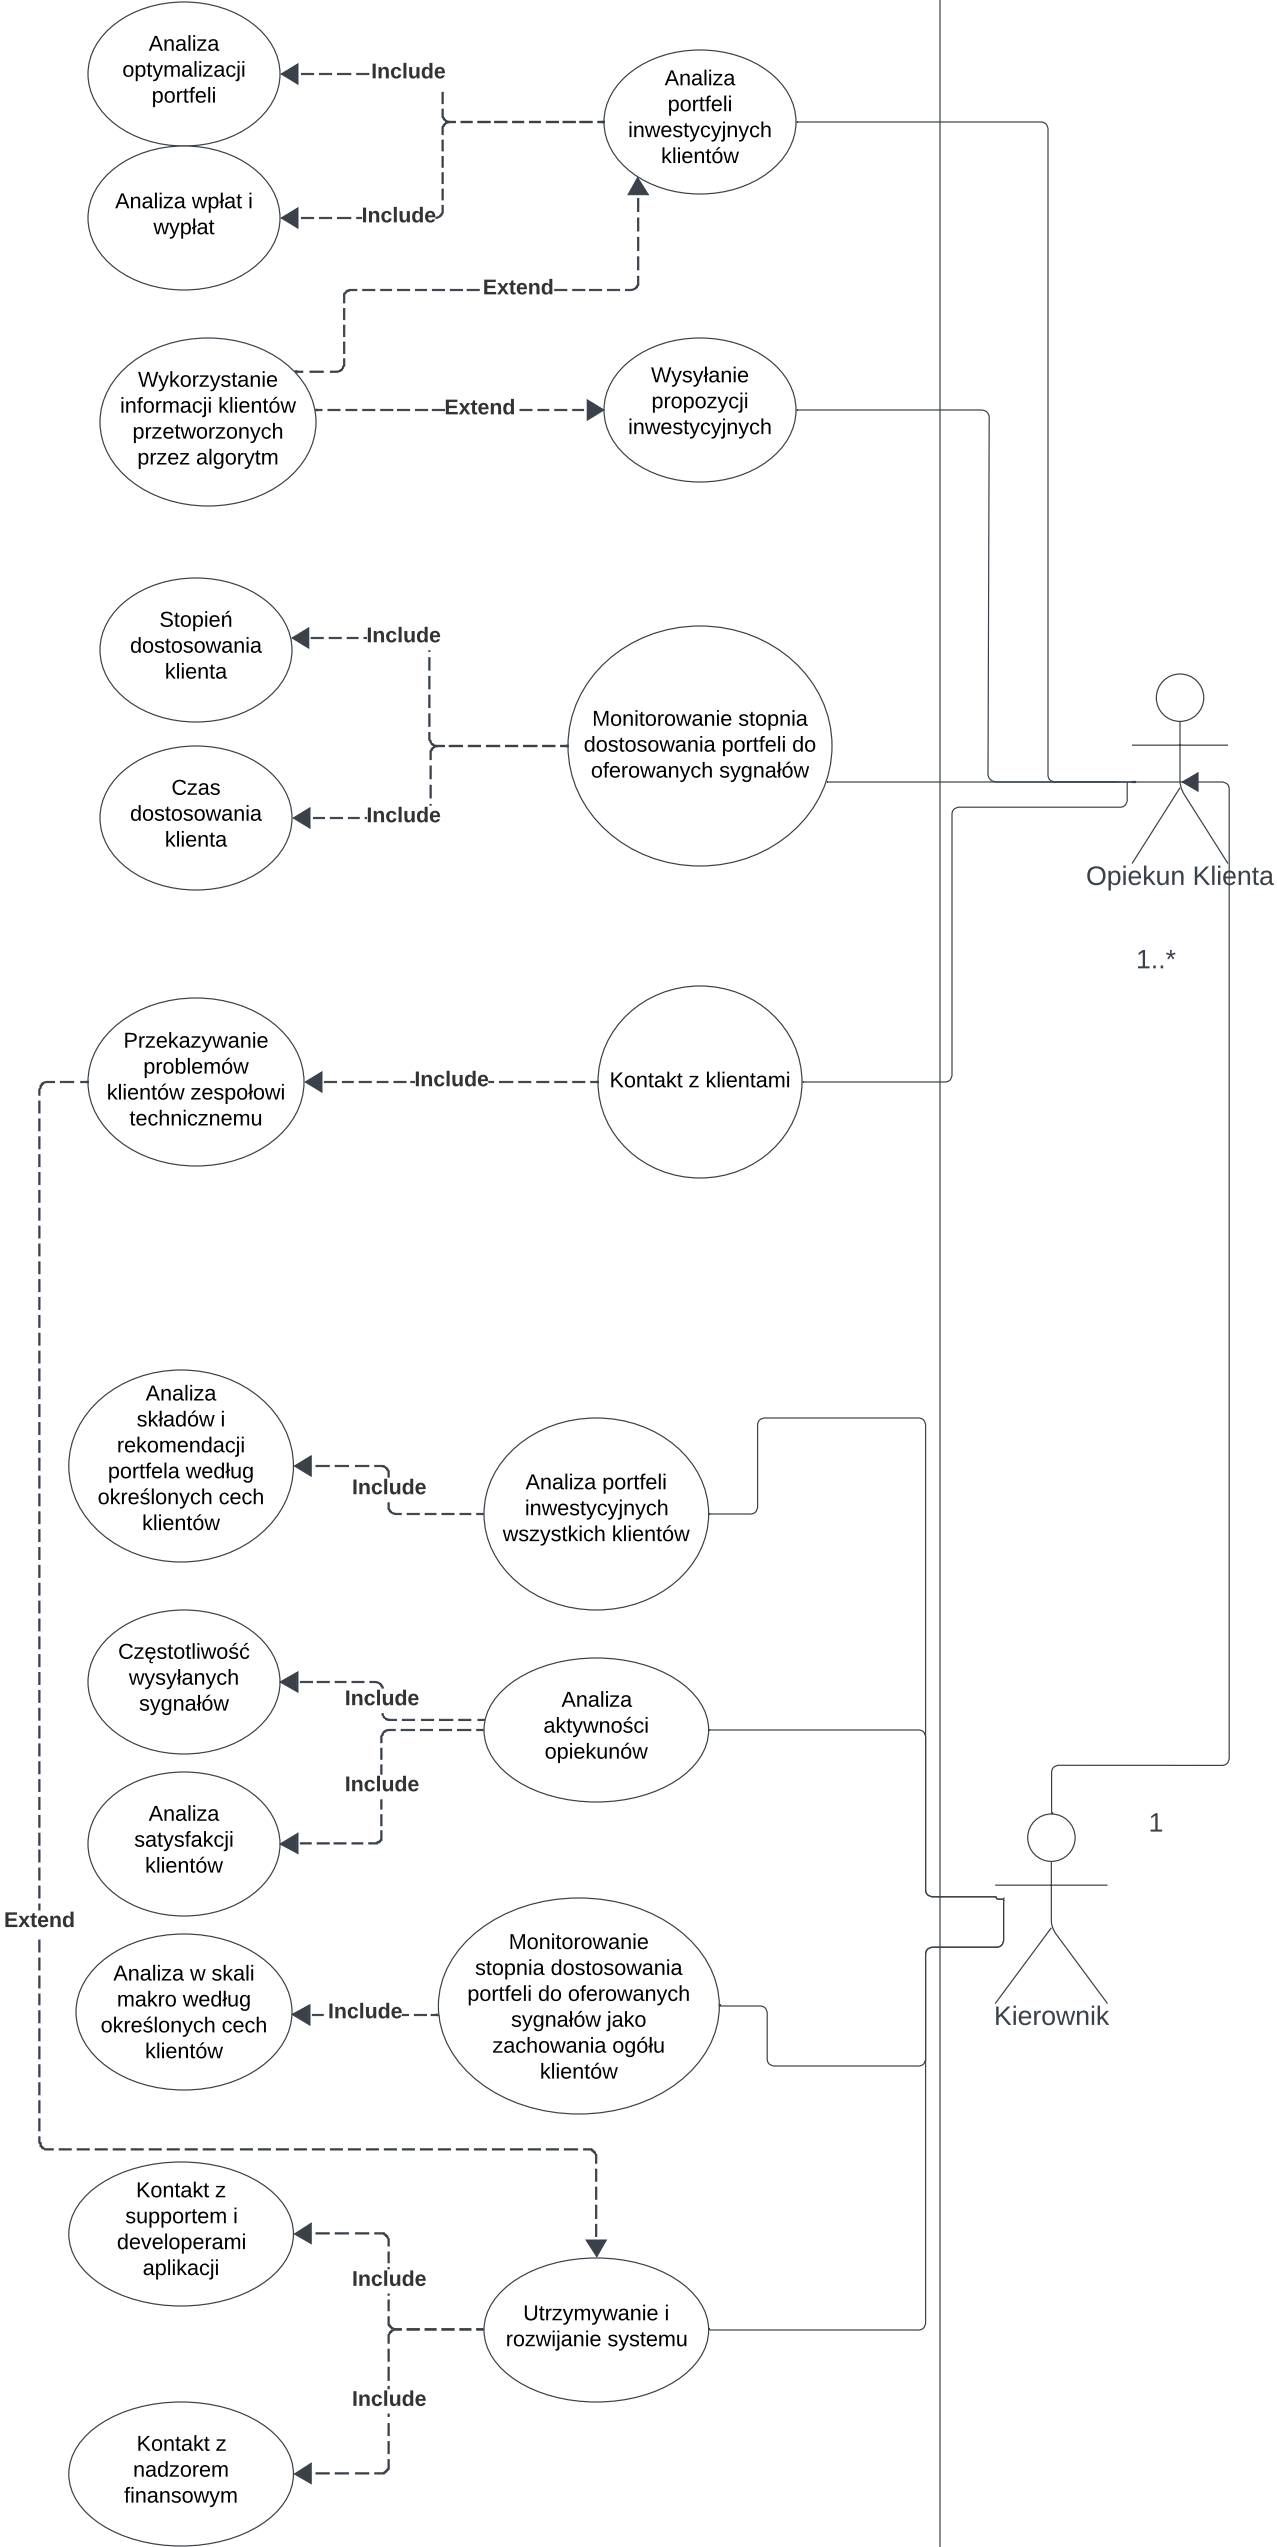 Analiza
optymalizacji
portfeli
Include
Analiza
portfeli
inwestycyjnych
klientów
Analiza wpłat i
wypłat
Include
Extend
Wykorzystanie
informacji klientów
przetworzonych
przez algorytm
Extend
Wysyłanie
propozycji
inwestycyjnych
Stopień
dostosowania
klienta
Include
Monitorowanie stopnia
dostosowania portfeli do
oferowanych sygnałów
Czas
dostosowania
klienta
Include
Opiekun Klienta
1..*
Przekazywanie
problemów
klientów zespołowi
technicznemu
Include
Kontakt z klientami
Analiza
składów i
rekomendacji
portfela według
określonych cech
klientów
Include
Analiza portfeli
inwestycyjnych
wszystkich klientów
Częstotliwość
wysyłanych
sygnałów
Include
Analiza
aktywności
opiekunów
Include
Analiza
satysfakcji
klientów
1
Extend
Analiza w skali
makro według
określonych cech
klientów
Include
Monitorowanie
stopnia dostosowania
portfeli do oferowanych
sygnałów jako
zachowania ogółu
klientów
Kierownik
Kontakt z
supportem i
developerami
aplikacji
Include
Utrzymywanie i
rozwijanie systemu
Include
Kontakt z
nadzorem
finansowym